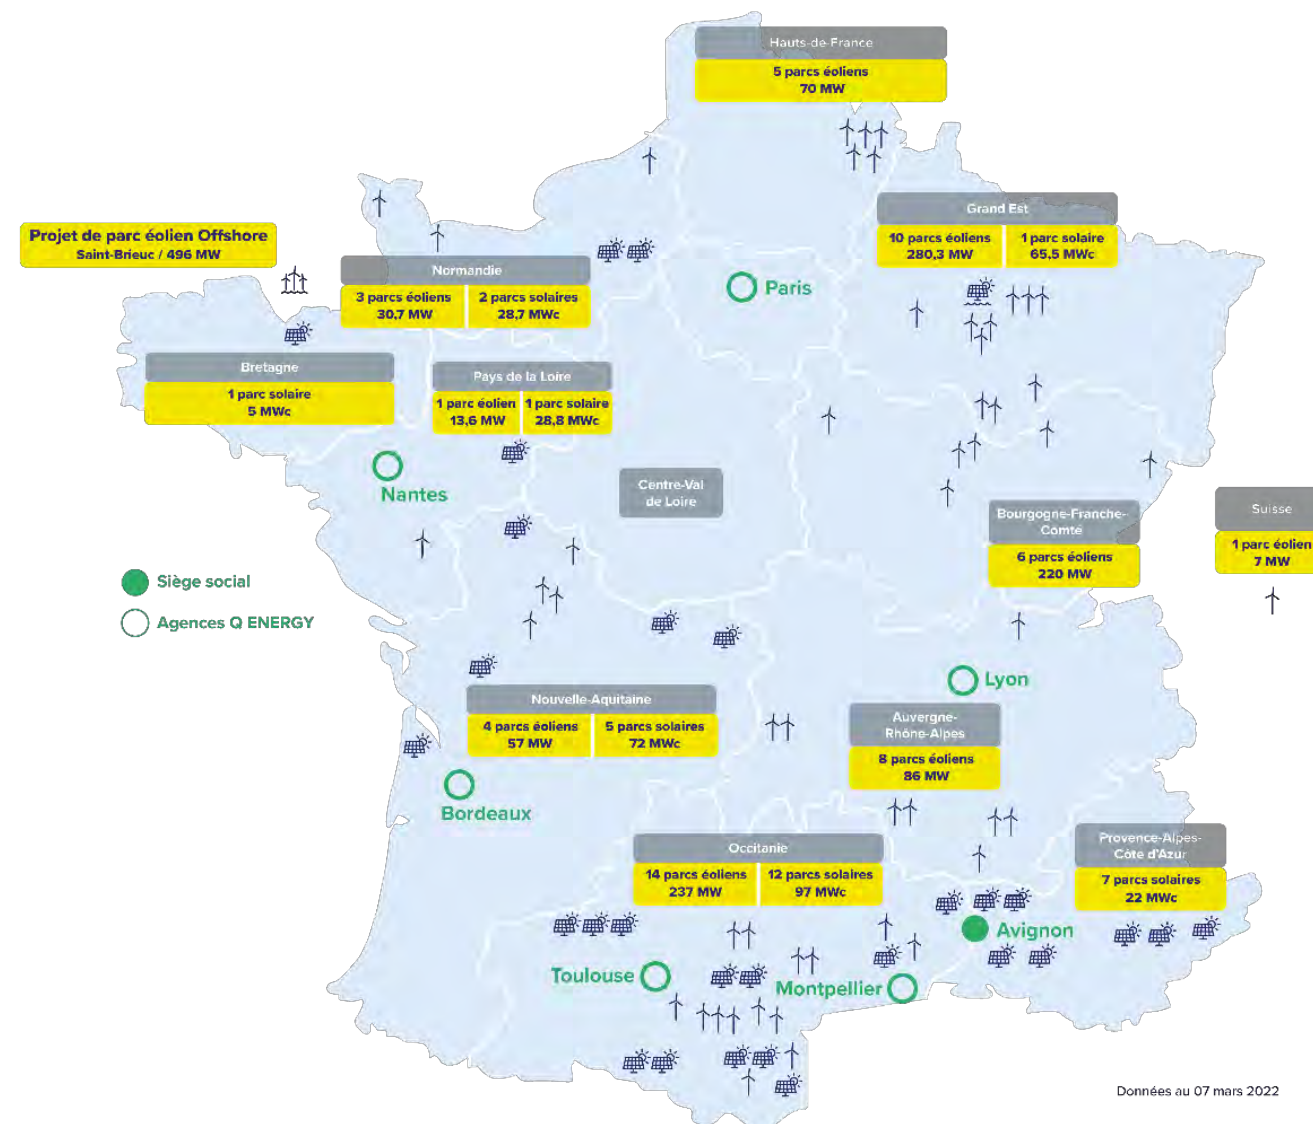 Hauts-de-France
5 parcs éoliens
70 MW
Grand Est
10 parcs éoliens
280,3 MW
1 parc solaire
65,5 MWc
Projet de parc éolien Offshore
Saint-Brieuc / 496 MW
Normandie
3 parcs éoliens
30,7 MW
2 parcs solaires
28,7 MWc
Paris
Bretagne
1 parc solaire
5 MWc
Pays de la Loire
1 parc éolien
13,6 MW
1 parc solaire
28,8 MWc
Nantes
Centre-Val
de Loire
Bourgogne-Franche-
Comté
6 parcs éoliens
220 MW
Suisse
1 parc éolien
7 MW
Siège social
Agences Q ENERGY
Lyon
Nouvelle-Aquitaine
4 parcs éoliens
57 MW
5 parcs solaires
72 MWc
Auvergne-
Rhône-Alpes
8 parcs éoliens
86 MW
Bordeaux
Occitanie
14 parcs éoliens
237 MW
12 parcs solaires
97 MWc
Provence-Alpes-
Côte d'Azur
7 parcs solaires
22 MWc
Avignon
Toulouse
Montpellier
Données au 07 mars 2022